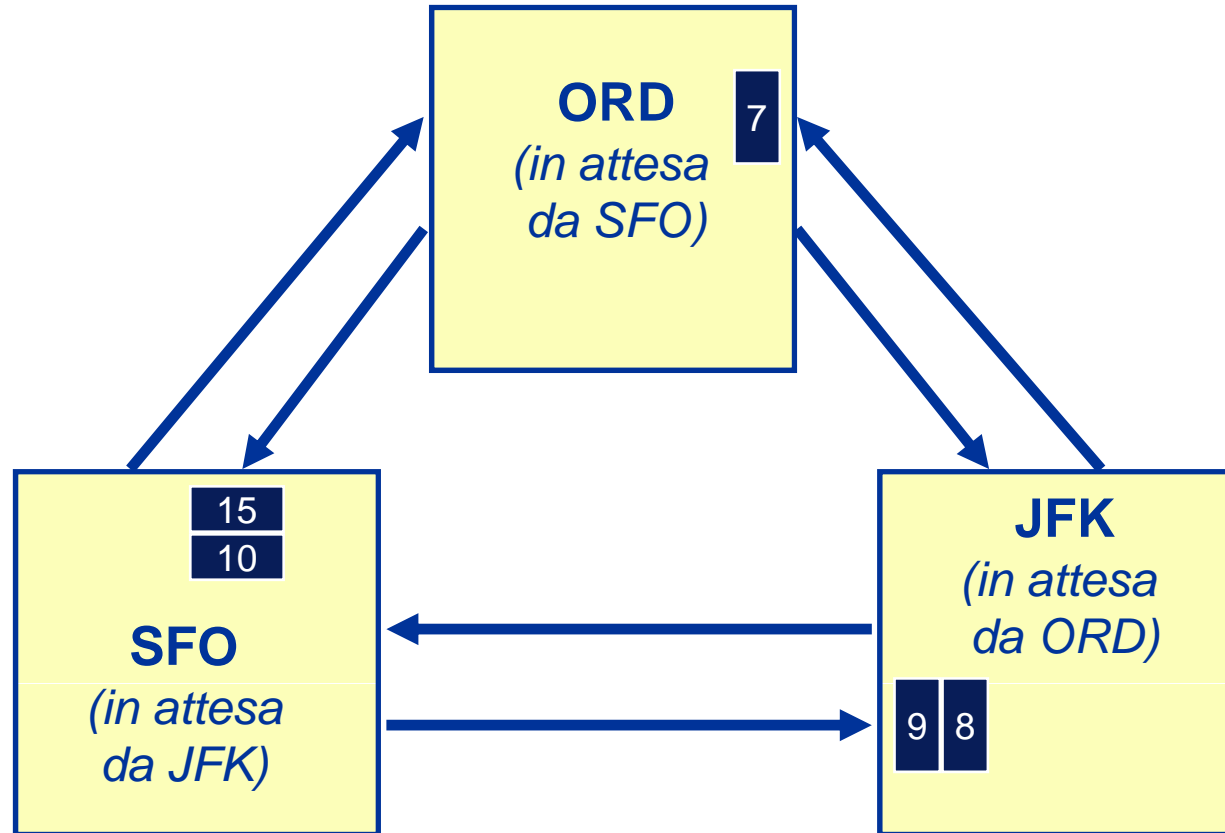 ORD
(in attesa
da SFO)
7
15
10
SFO
(in attesa
da JFK)
JFK
(in attesa
da ORD)
9 8